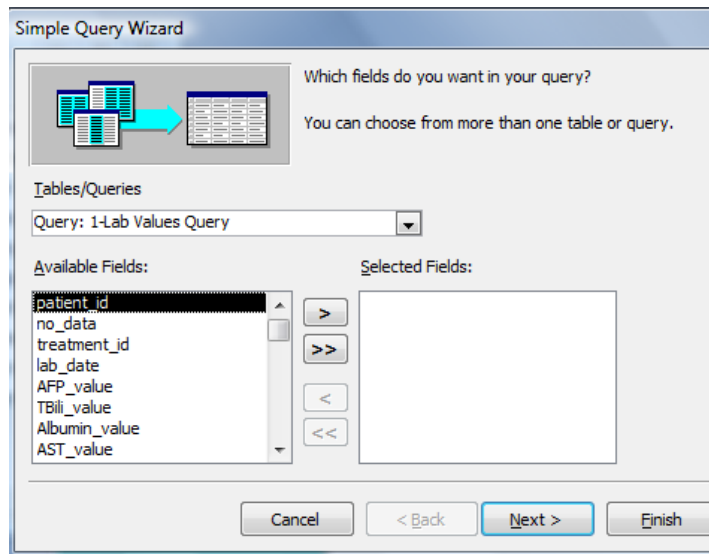 Simple Query Wizard
Which fields do you want in your query?
You can choose from more than one table or query.
Tables/Queries
Query: 1-Lab Values Query
Available Fields:
Selected Fields:
patient_id
no_data
treatment_id
lab_date
AFP_value
TBili_value
Albumin_value
AST_value
>
>>
<
<<
Cancel
< Back
Next >
Finish